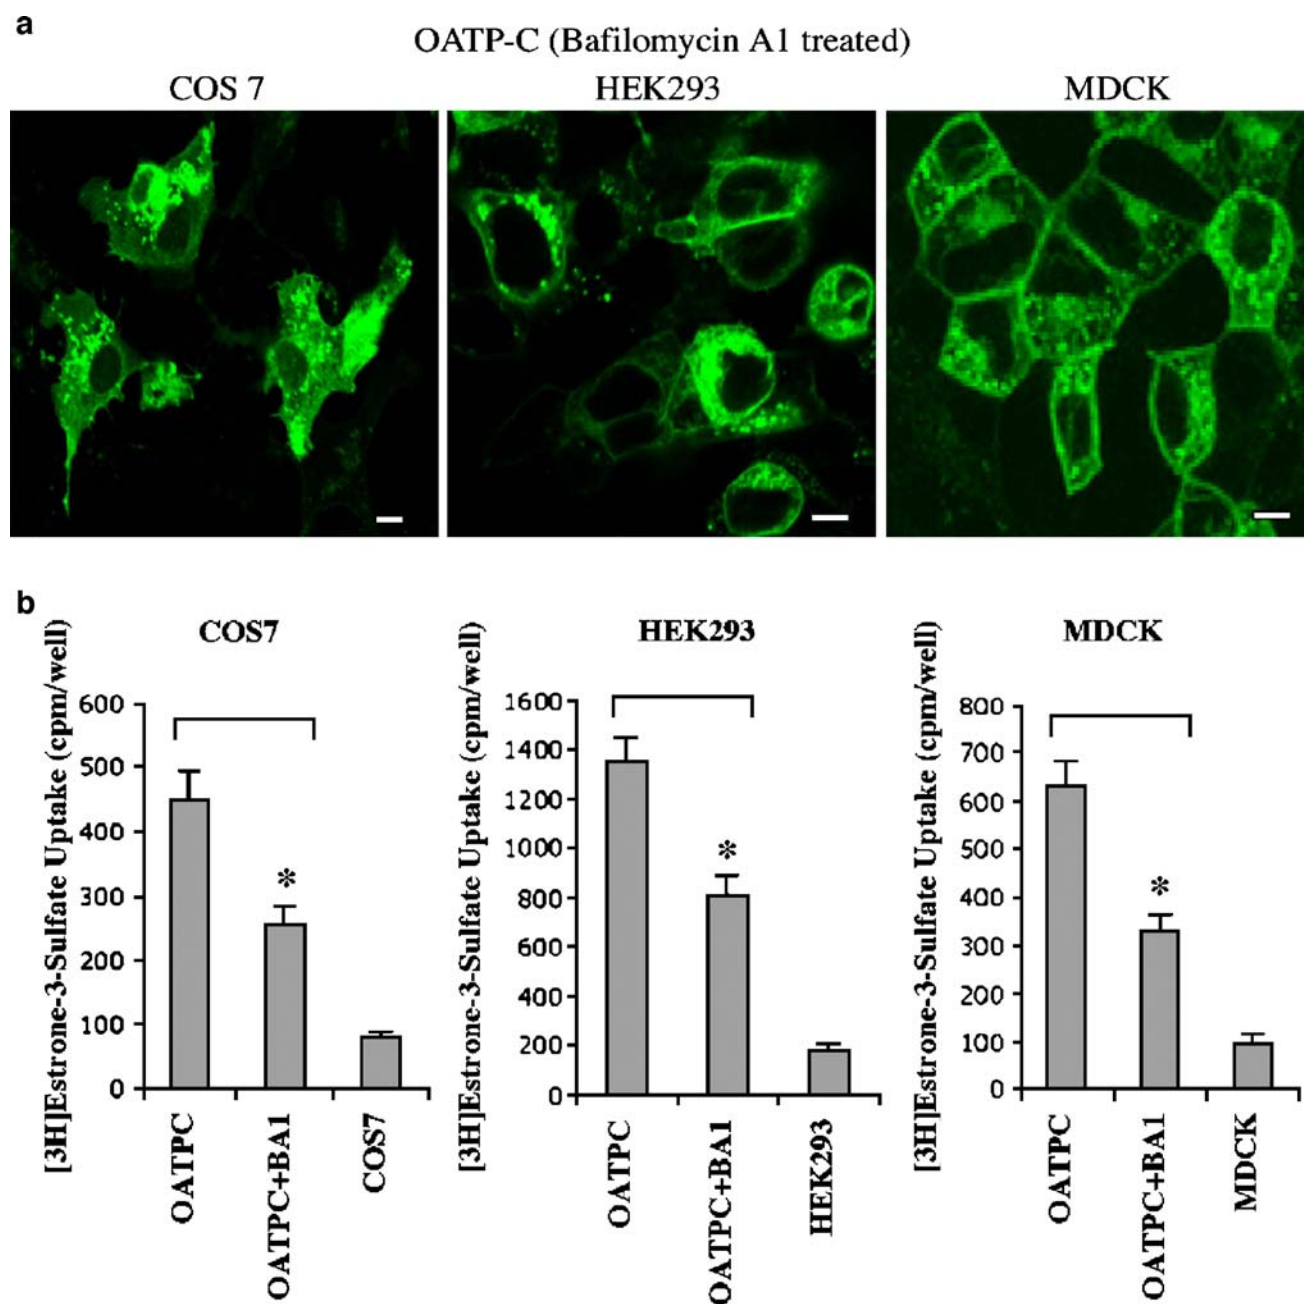 a
OATP-C (Bafilomycin A1 treated)
COS 7
HEK293
MDCK
b
COS7
[3H]Estrone-3-Sulfate Uptake (cpm/well)
600
500
400
300
200
100
0
*
OATPC
OATPC+BA1
COS7
HEK293
[3H]Estrone-3-Sulfate Uptake (cpm/well)
1600
1400
1200
1000
800
600
400
200
0
*
OATPC
OATPC+BA1
HEK293
MDCK
[3H]Estrone-3-Sulfate Uptake (cpm/well)
800
700
600
500
400
300
200
100
0
*
OATPC
OATPC+BA1
MDCK